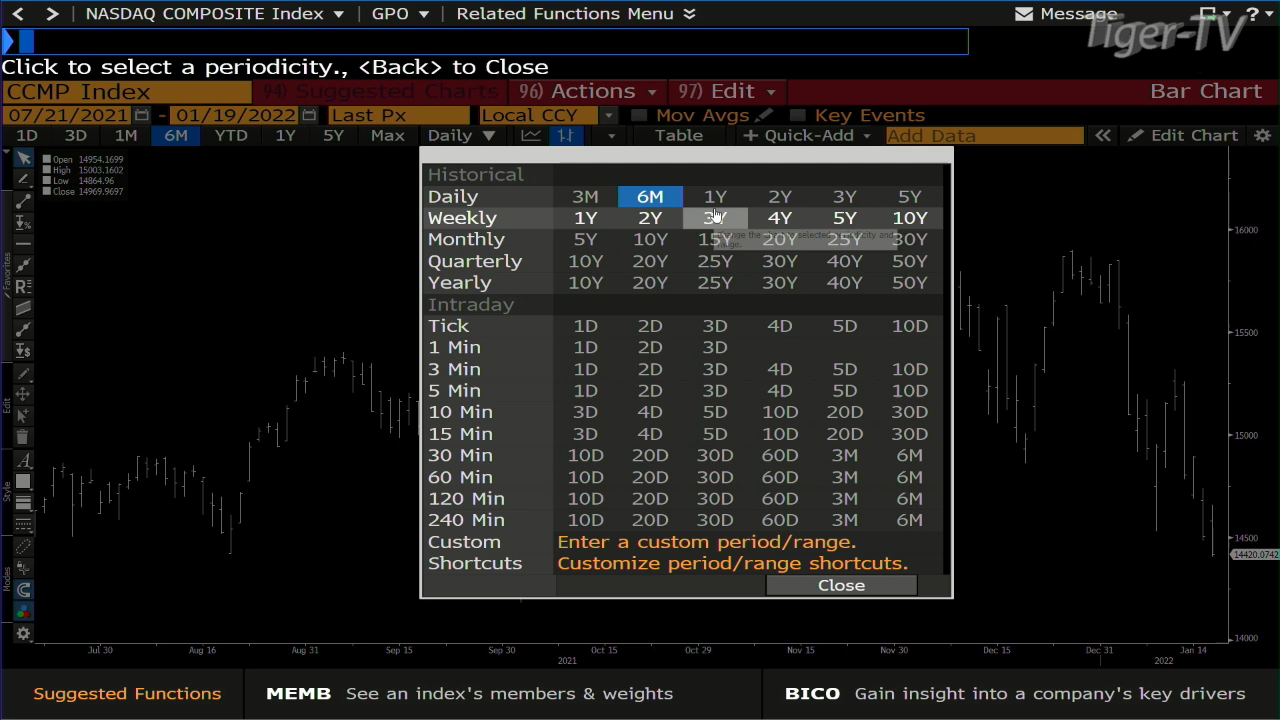 NASDAQ COMPOSITE Index GPO Related Functions Menu Message ?
Tiger-TV
Click to select a periodicity., <Back> to Close
CCMP Index 94) Suggested Charts 96) Actions 97) Edit Bar Chart
07/21/2021 - 01/19/2022 Last Px Local CCY Mov Avgs Key Events
1D 3D 1M 6M YTD 1Y 5Y Max Daily Table + Quick-Add Add Data Edit Chart
Open 14954.1699
High 15003.1602
Low 14864.96
Close 14969.9697
Historical
Daily 3M 6M 1Y 2Y 3Y 5Y
Weekly 1Y 2Y 3Y 4Y 5Y 10Y
Monthly 5Y 10Y 15Y 20Y 25Y 30Y
Quarterly 10Y 20Y 25Y 30Y 40Y 50Y
Yearly 10Y 20Y 25Y 30Y 40Y 50Y
Intraday
Tick 1D 2D 3D 4D 5D 10D
1 Min 1D 2D 3D
3 Min 1D 2D 3D 4D 5D 10D
5 Min 1D 2D 3D 4D 5D 10D
10 Min 3D 4D 5D 10D 20D 30D
15 Min 3D 4D 5D 10D 20D 30D
30 Min 10D 20D 30D 60D 3M 6M
60 Min 10D 20D 30D 60D 3M 6M
120 Min 10D 20D 30D 60D 3M 6M
240 Min 10D 20D 30D 60D 3M 6M
Custom Enter a custom period/range.
Shortcuts Customize period/range shortcuts.
Close
Favorites
Edit
Style
Modes
16000
15500
15000
14500
14420.0742
14000
Jul 30 Aug 16 Aug 31 Sep 15 Sep 30 Oct 15 Oct 29 Nov 15 Nov 30 Dec 15 Dec 31 Jan 14
2021 2022
Suggested Functions MEMB See an index's members & weights BICO Gain insight into a company's key drivers